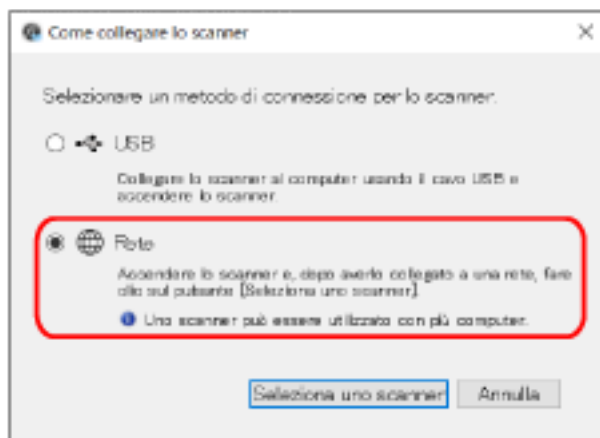 Come collegare lo scanner
Selezionare un metodo di connessione per lo scanner.
USB
Collegare lo scanner al computer usando il cavo USB e
accendere lo scanner.
Rete
Accendere lo scanner e, dopo averlo collegato a una rete, fare
clic sul pulsante [Seleziona uno scanner].
Uno scanner può essere utilizzato con più computer.
Seleziona uno scanner Annulla